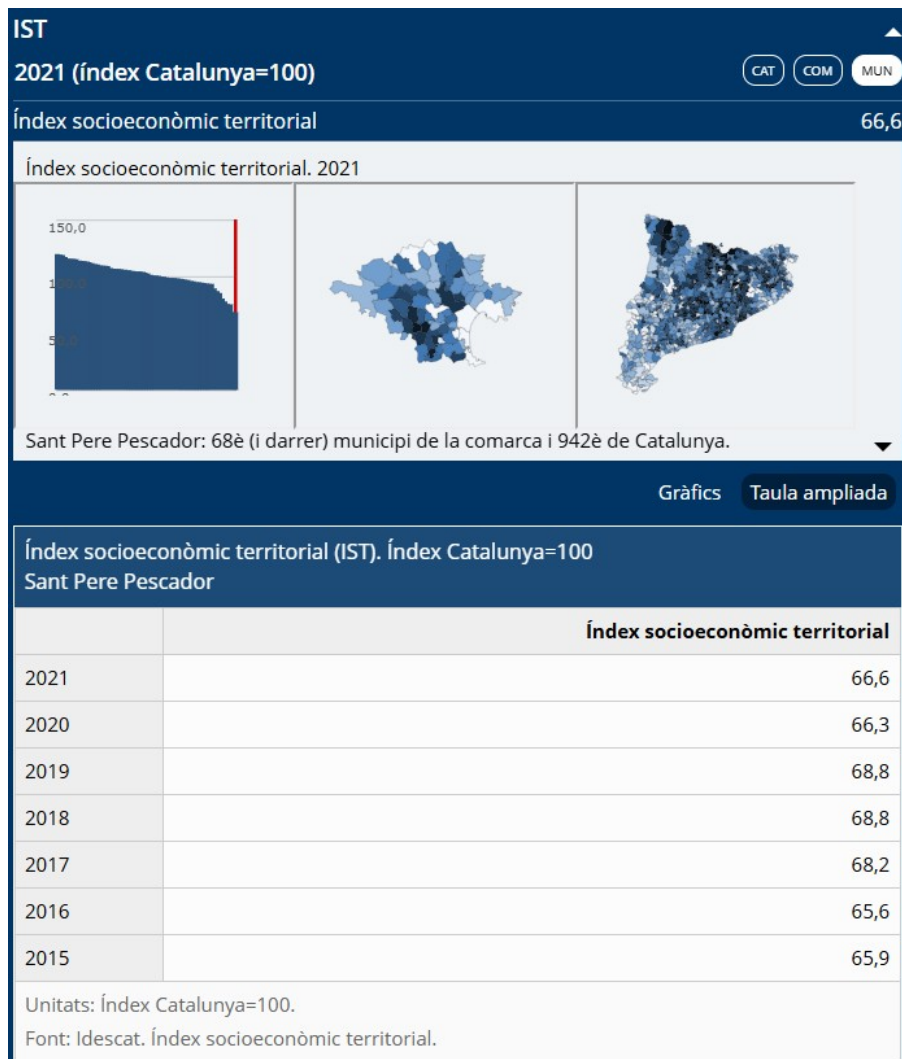 IST
2021 (índex Catalunya=100)
CAT COM MUN
Índex socioeconòmic territorial 66,6
Índex socioeconòmic territorial. 2021
150,0
100,0
50,0
0,0
Sant Pere Pescador: 68è (i darrer) municipi de la comarca i 942è de Catalunya.
Gràfics Taula ampliada
Índex socioeconòmic territorial (IST). Índex Catalunya=100
Sant Pere Pescador
Índex socioeconòmic territorial
2021 66,6
2020 66,3
2019 68,8
2018 68,8
2017 68,2
2016 65,6
2015 65,9
Unitats: Índex Catalunya=100.
Font: Idescat. Índex socioeconòmic territorial.